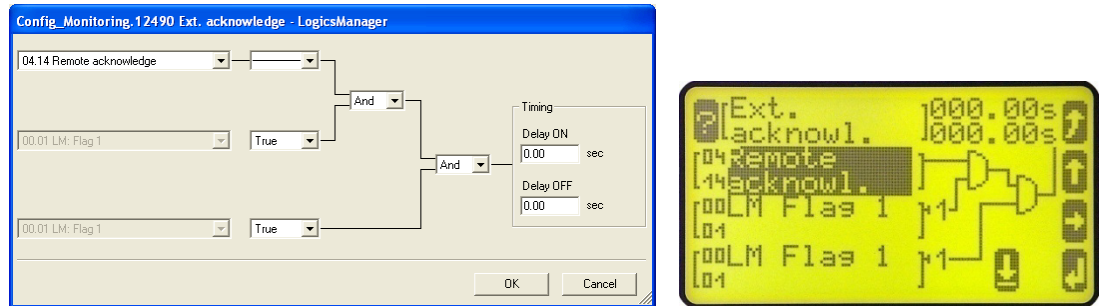 Config_Monitoring.12490 Ext. acknowledge - LogicsManager
04.14 Remote acknowledge
And
Timing
Delay ON
00.01 LM: Flag 1
True
0.00 sec
And
Delay OFF
0.00 sec
00.01 LM: Flag 1
True
OK Cancel
? [Ext. ]000.00s
[acknowl. ]000.00s
[04 Remote ]
[14 acknowl. ]
[00 LM Flag 1 ] 1
[01
[00 LM Flag 1 ] 1
[01